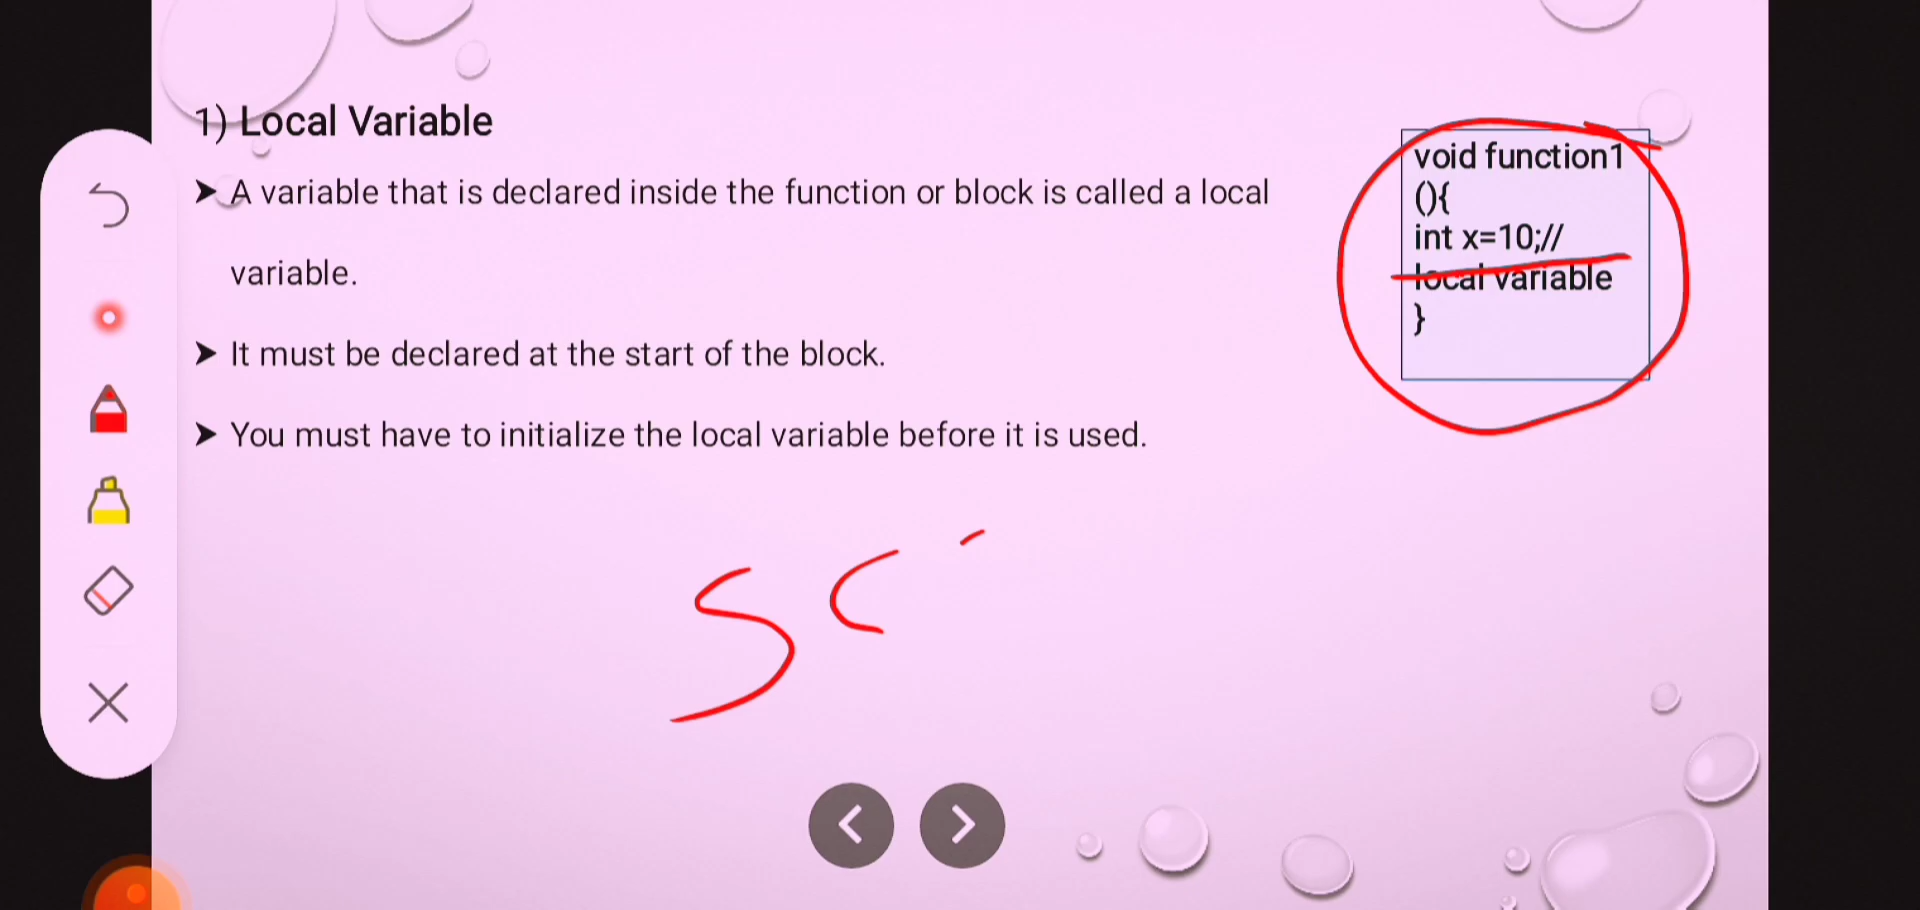 1) Local Variable
➤ A variable that is declared inside the function or block is called a local
variable.
➤ It must be declared at the start of the block.
➤ You must have to initialize the local variable before it is used.
void function1
(){
int x=10;//
local variable
}
SC